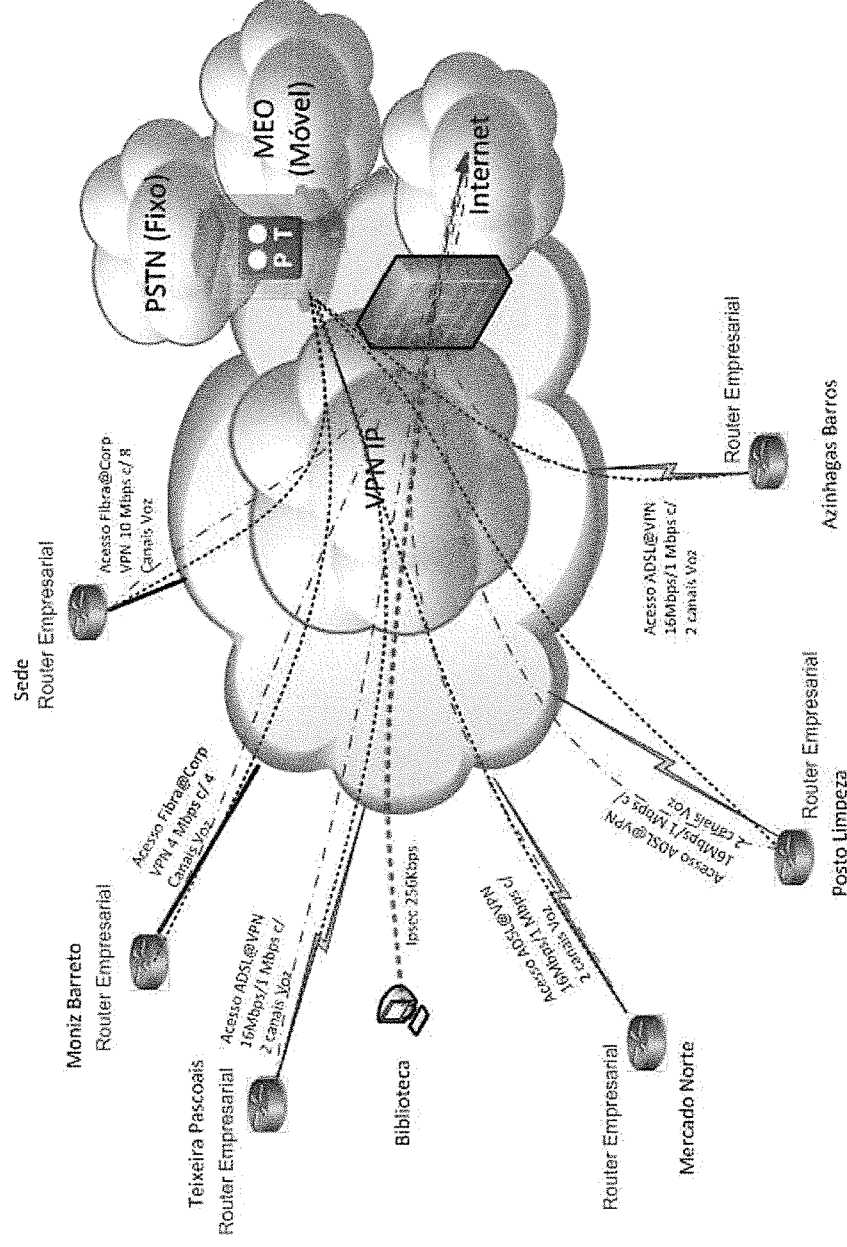 Sede
Router Empresarial
Acesso Fibra@Corp
VPN 10 Mbps c/ 8
Canais Voz
PSTN (Fixo)
MEO
(Móvel)
PT
Internet
VPN IP
Moniz Barreto
Router Empresarial
Acesso Fibra@Corp
VPN 4 Mbps c/ 4
Canais Voz
Teixeira Pascoais
Router Empresarial
Acesso ADSL@VPN
16Mbps/1 Mbps c/
2 canais Voz
Biblioteca
Ipsec 256Kbps
Router Empresarial
Mercado Norte
Acesso ADSL@VPN
16Mbps/1 Mbps c/
2 canais Voz
Acesso ADSL@VPN
16Mbps/1 Mbps c/
2 canais Voz
Router Empresarial
Posto Limpeza
Acesso ADSL@VPN
16Mbps/1 Mbps c/
2 canais Voz
Router Empresarial
Azinhagas Barros